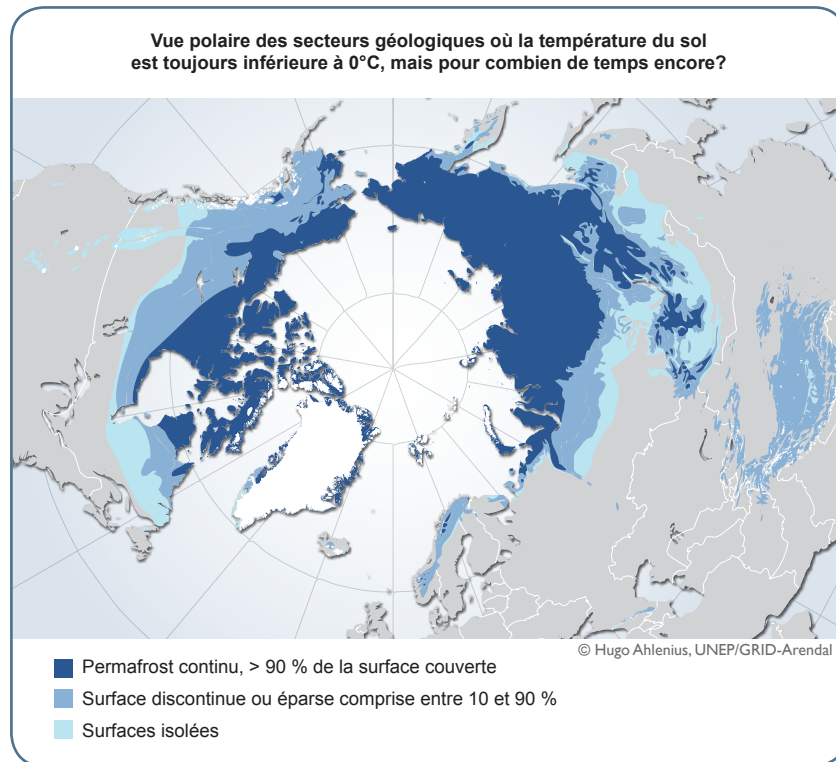 Vue polaire des secteurs géologiques où la température du sol
est toujours inférieure à 0°C, mais pour combien de temps encore?
© Hugo Ahlenius, UNEP/GRID-Arendal
Permafrost continu, > 90 % de la surface couverte
Surface discontinue ou éparse comprise entre 10 et 90 %
Surfaces isolées